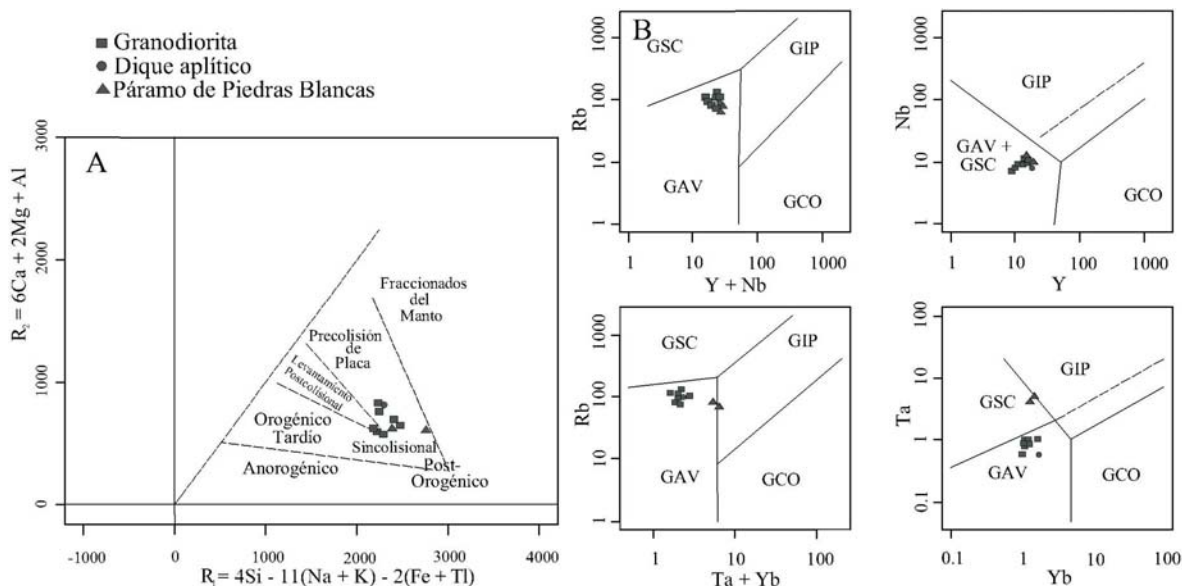 Granodiorita
Dique aplítico
Páramo de Piedras Blancas
A
R₂ = 6Ca + 2Mg + Al
3000
2000
1000
0
Fraccionados
del
Manto
Precolisión
de
Placa
Levantamiento
Postcolisional
Orogénico
Tardío
Sincolisional
Anorogénico
Post-
Orogénico
-1000 0 1000 2000 3000 4000
R₁= 4Si - 11(Na + K) - 2(Fe + Tl)
B
Rb
1000
100
10
1
GSC
GIP
GAV
GCO
1 10 100 1000
Y + Nb
Nb
1000
100
10
1
GIP
GAV +
GSC
GCO
1 10 100 1000
Y
Rb
1000
100
10
1
GSC
GIP
GAV
GCO
1 10 100
Ta + Yb
Ta
100
10
1
0.1
GIP
GSC
GAV
GCO
0.1 1 10 100
Yb